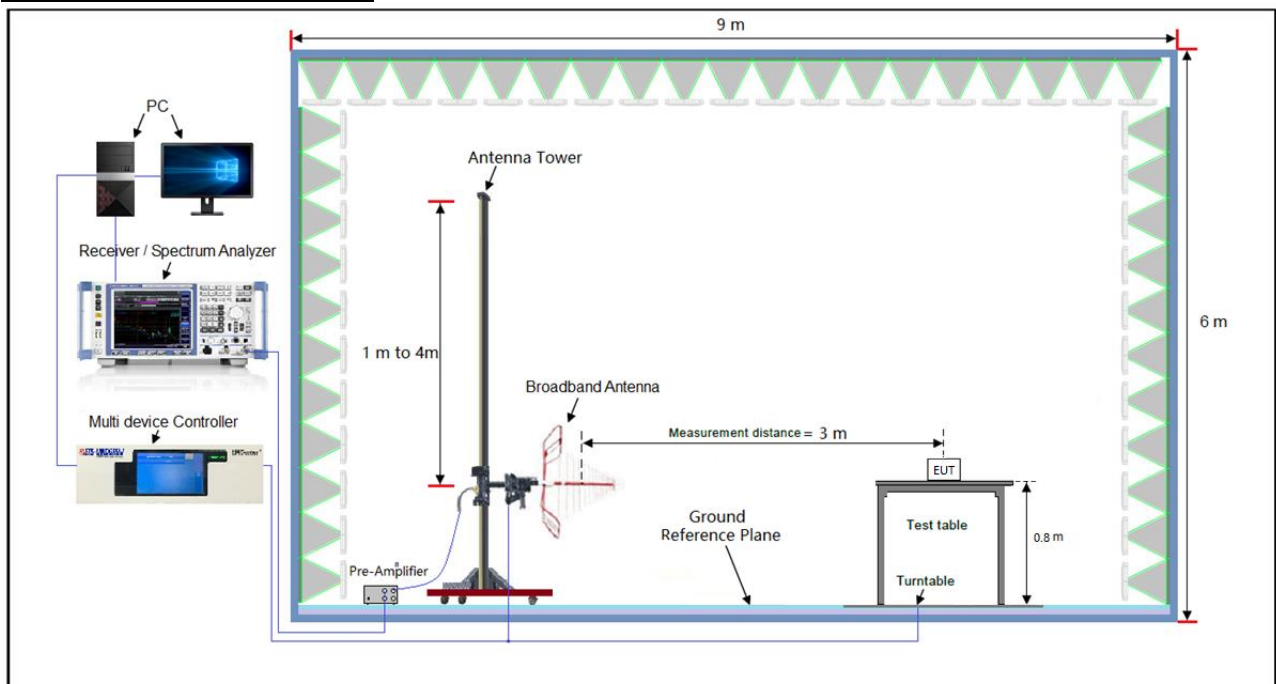 9 m
PC
Antenna Tower
Receiver / Spectrum Analyzer
6 m
1 m to 4m
Broadband Antenna
Multi device Controller
Measurement distance = 3 m
EUT
Ground
Reference Plane
Test table
0.8 m
Pre-Amplifier
Turntable